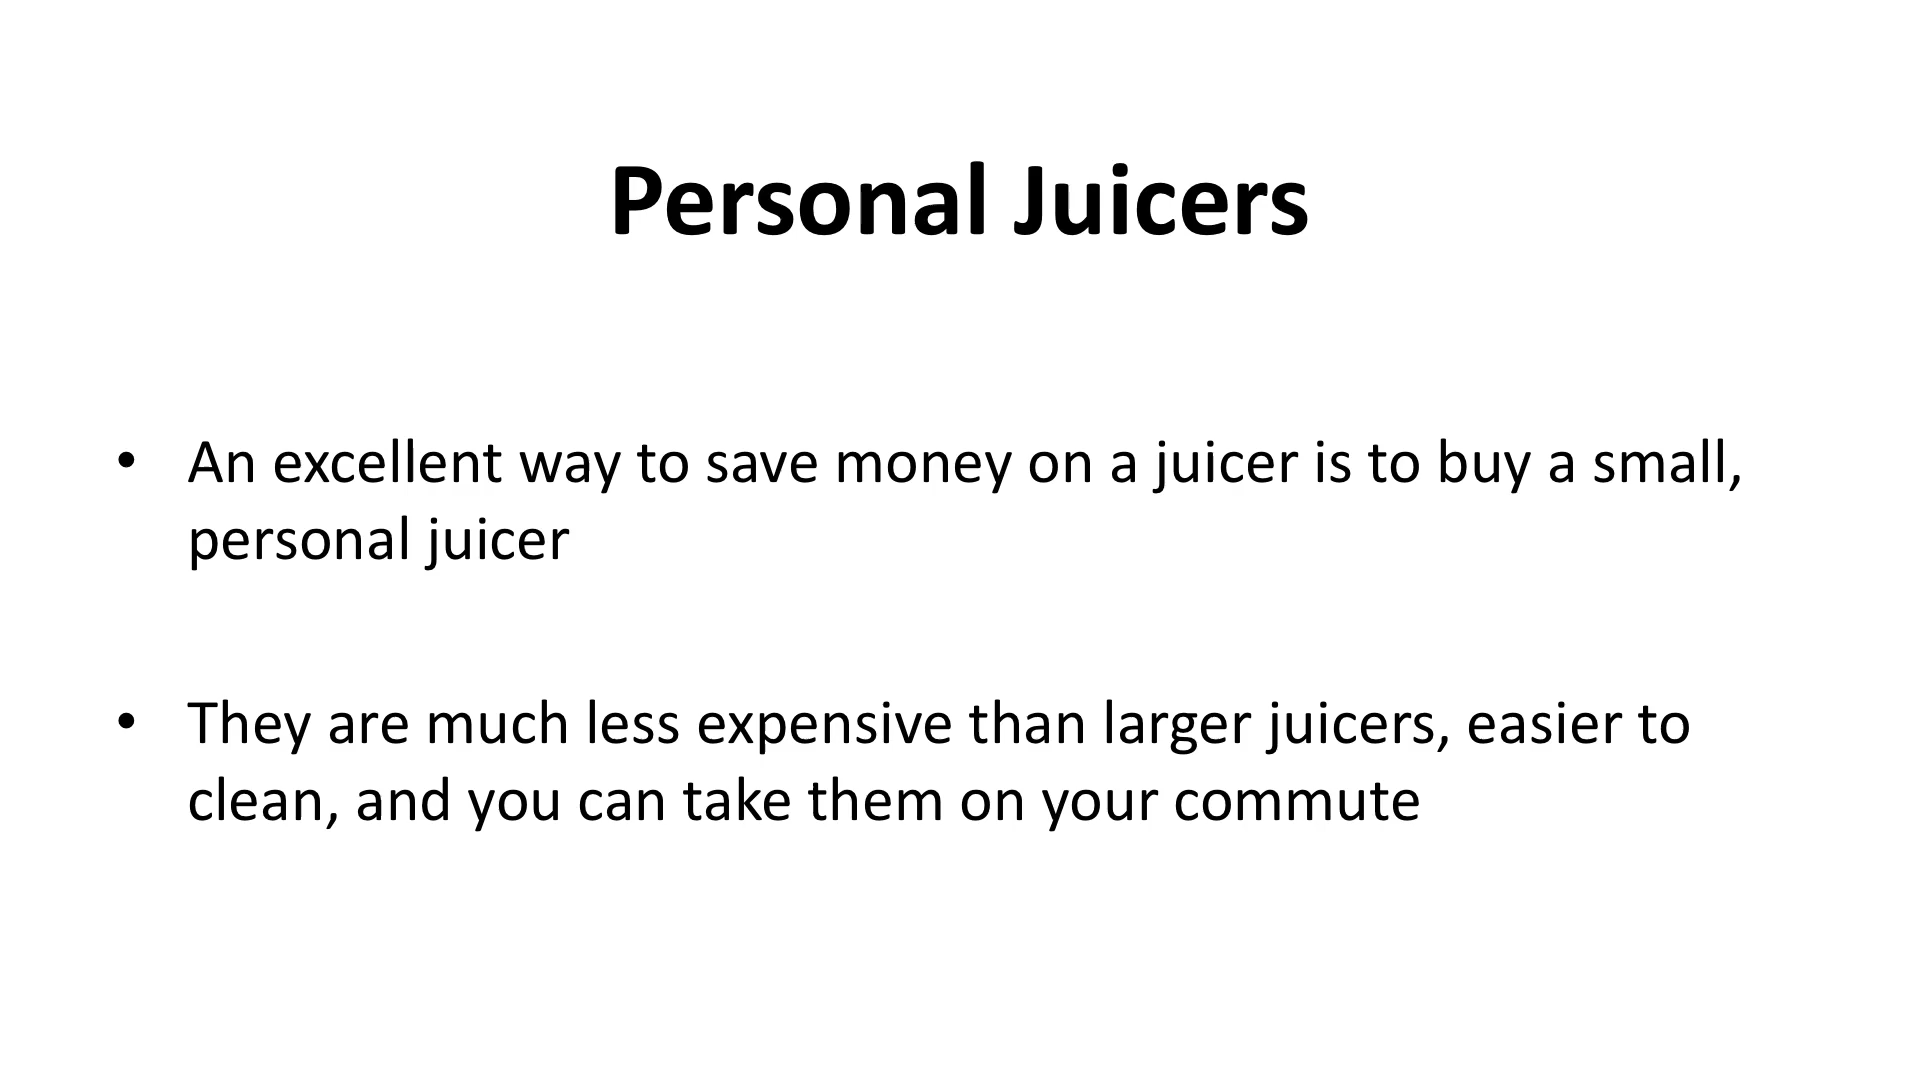 Personal Juicers
• An excellent way to save money on a juicer is to buy a small,
personal juicer
• They are much less expensive than larger juicers, easier to
clean, and you can take them on your commute